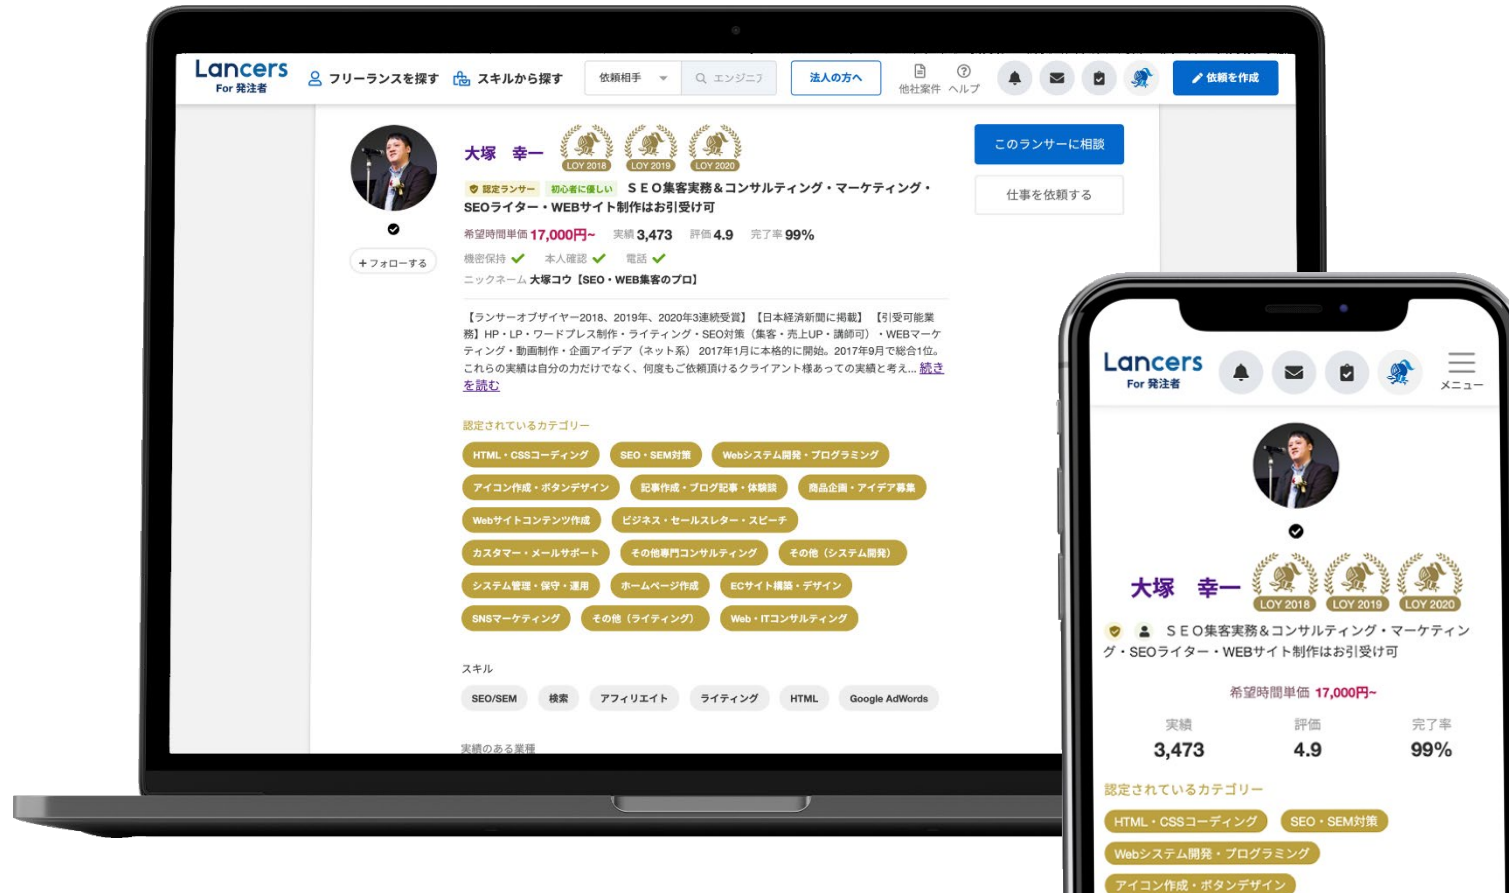 Lancers
For 発注者
フリーランスを探す
スキルから探す
依頼相手
エンジニア
法人の方へ
他社案件
ヘルプ
依頼を作成
大塚 幸一
LOY 2018
LOY 2019
LOY 2020
認定ランサー 初心者に優しい ＳＥＯ集客実務＆コンサルティング・マーケティング・
SEOライター・WEBサイト制作はお引受け可
希望時間単価 17,000円~ 実績 3,473 評価 4.9 完了率 99%
機密保持 本人確認 電話
ニックネーム 大塚コウ【SEO・WEB集客のプロ】
+フォローする
このランサーに相談
仕事を依頼する
【ランサーオブザイヤー2018、2019年、2020年3連続受賞】【日本経済新聞に掲載】 【引受可能業
務】HP・LP・ワードプレス制作・ライティング・SEO対策（集客・売上UP・講師可）・WEBマーケ
ティング・動画制作・企画アイデア（ネット系） 2017年1月に本格的に開始。2017年9月で総合1位。
これらの実績は自分の力だけでなく、何度もご依頼頂けるクライアント様あっての実績と考え... 続き
を読む
認定されているカテゴリー
HTML・CSSコーディング SEO・SEM対策 Webシステム開発・プログラミング
アイコン作成・ボタンデザイン 記事作成・ブログ記事・体験談 商品企画・アイデア募集
Webサイトコンテンツ作成 ビジネス・セールスレター・スピーチ
カスタマー・メールサポート その他専門コンサルティング その他（システム開発）
システム管理・保守・運用 ホームページ作成 ECサイト構築・デザイン
SNSマーケティング その他（ライティング） Web・ITコンサルティング
スキル
SEO/SEM 検索 アフィリエイト ライティング HTML Google AdWords
実績のある業種
Lancers
For 発注者
メニュー
大塚 幸一
LOY 2018
LOY 2019
LOY 2020
ＳＥＯ集客実務＆コンサルティング・マーケティン
グ・SEOライター・WEBサイト制作はお引受け可
希望時間単価 17,000円~
実績 評価 完了率
3,473 4.9 99%
認定されているカテゴリー
HTML・CSSコーディング SEO・SEM対策
Webシステム開発・プログラミング
アイコン作成・ボタンデザイン